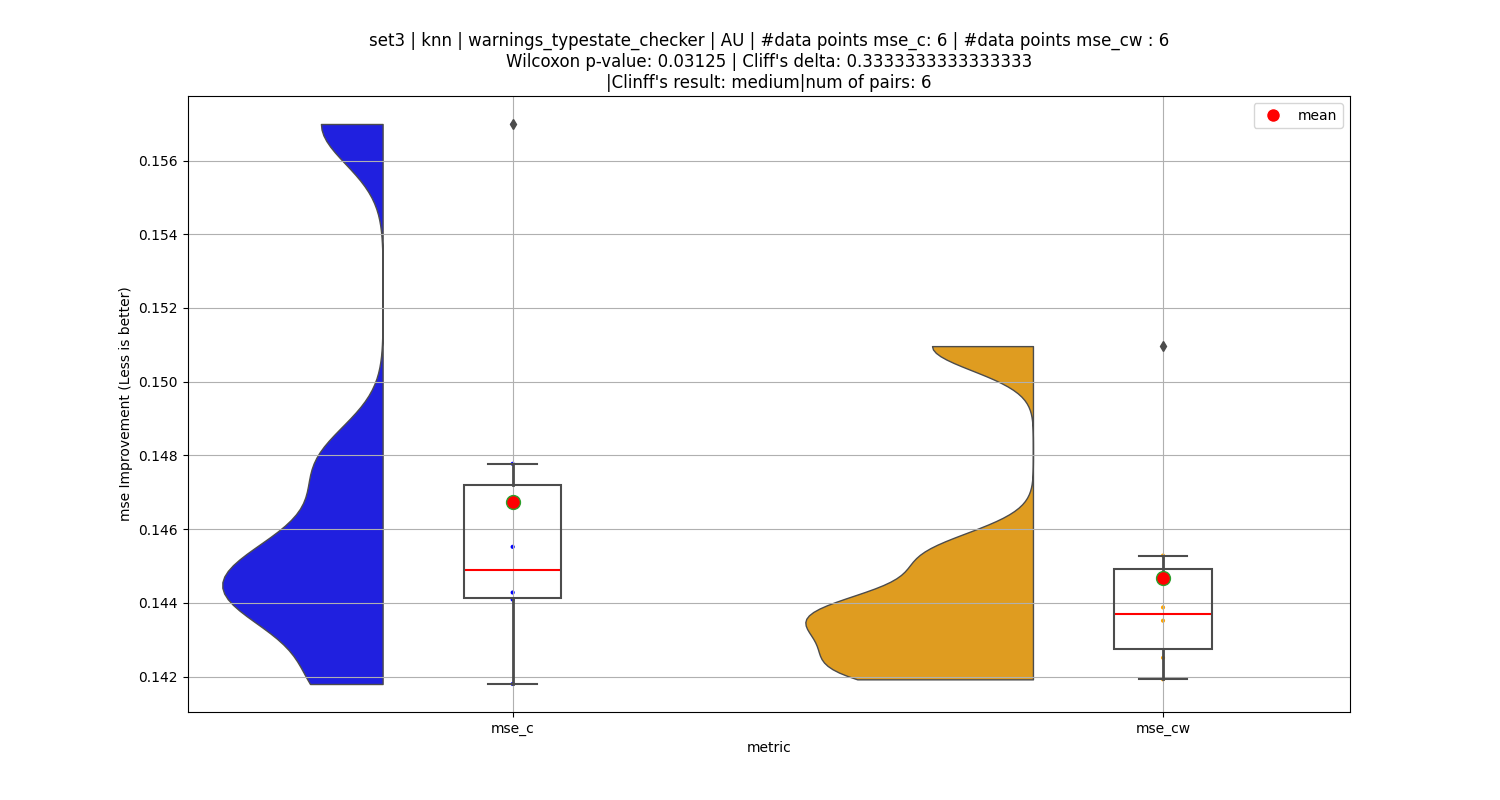 set3 | knn | warnings_typestate_checker | AU | #data points mse_c: 6 | #data points mse_cw : 6
Wilcoxon p-value: 0.03125 | Cliff's delta: 0.3333333333333333
|Clinff's result: medium|num of pairs: 6
mean
0.156
0.154
0.152
0.150
0.148
0.146
0.144
0.142
mse Improvement (Less is better)
mse_c
mse_cw
metric